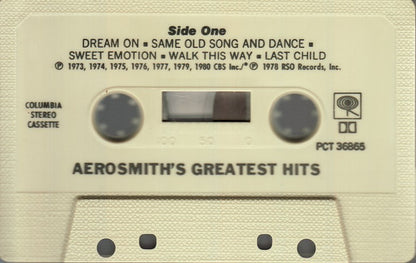 Side One
DREAM ON ▪ SAME OLD SONG AND DANCE ▪
SWEET EMOTION ▪ WALK THIS WAY ▪ LAST CHILD
℗ 1973, 1974, 1975, 1976, 1977, 1979, 1980 CBS Inc./*℗ 1978 RSO Records, Inc.
COLUMBIA
STEREO
CASSETTE
100 50 0
PCT 36865
AEROSMITH'S GREATEST HITS